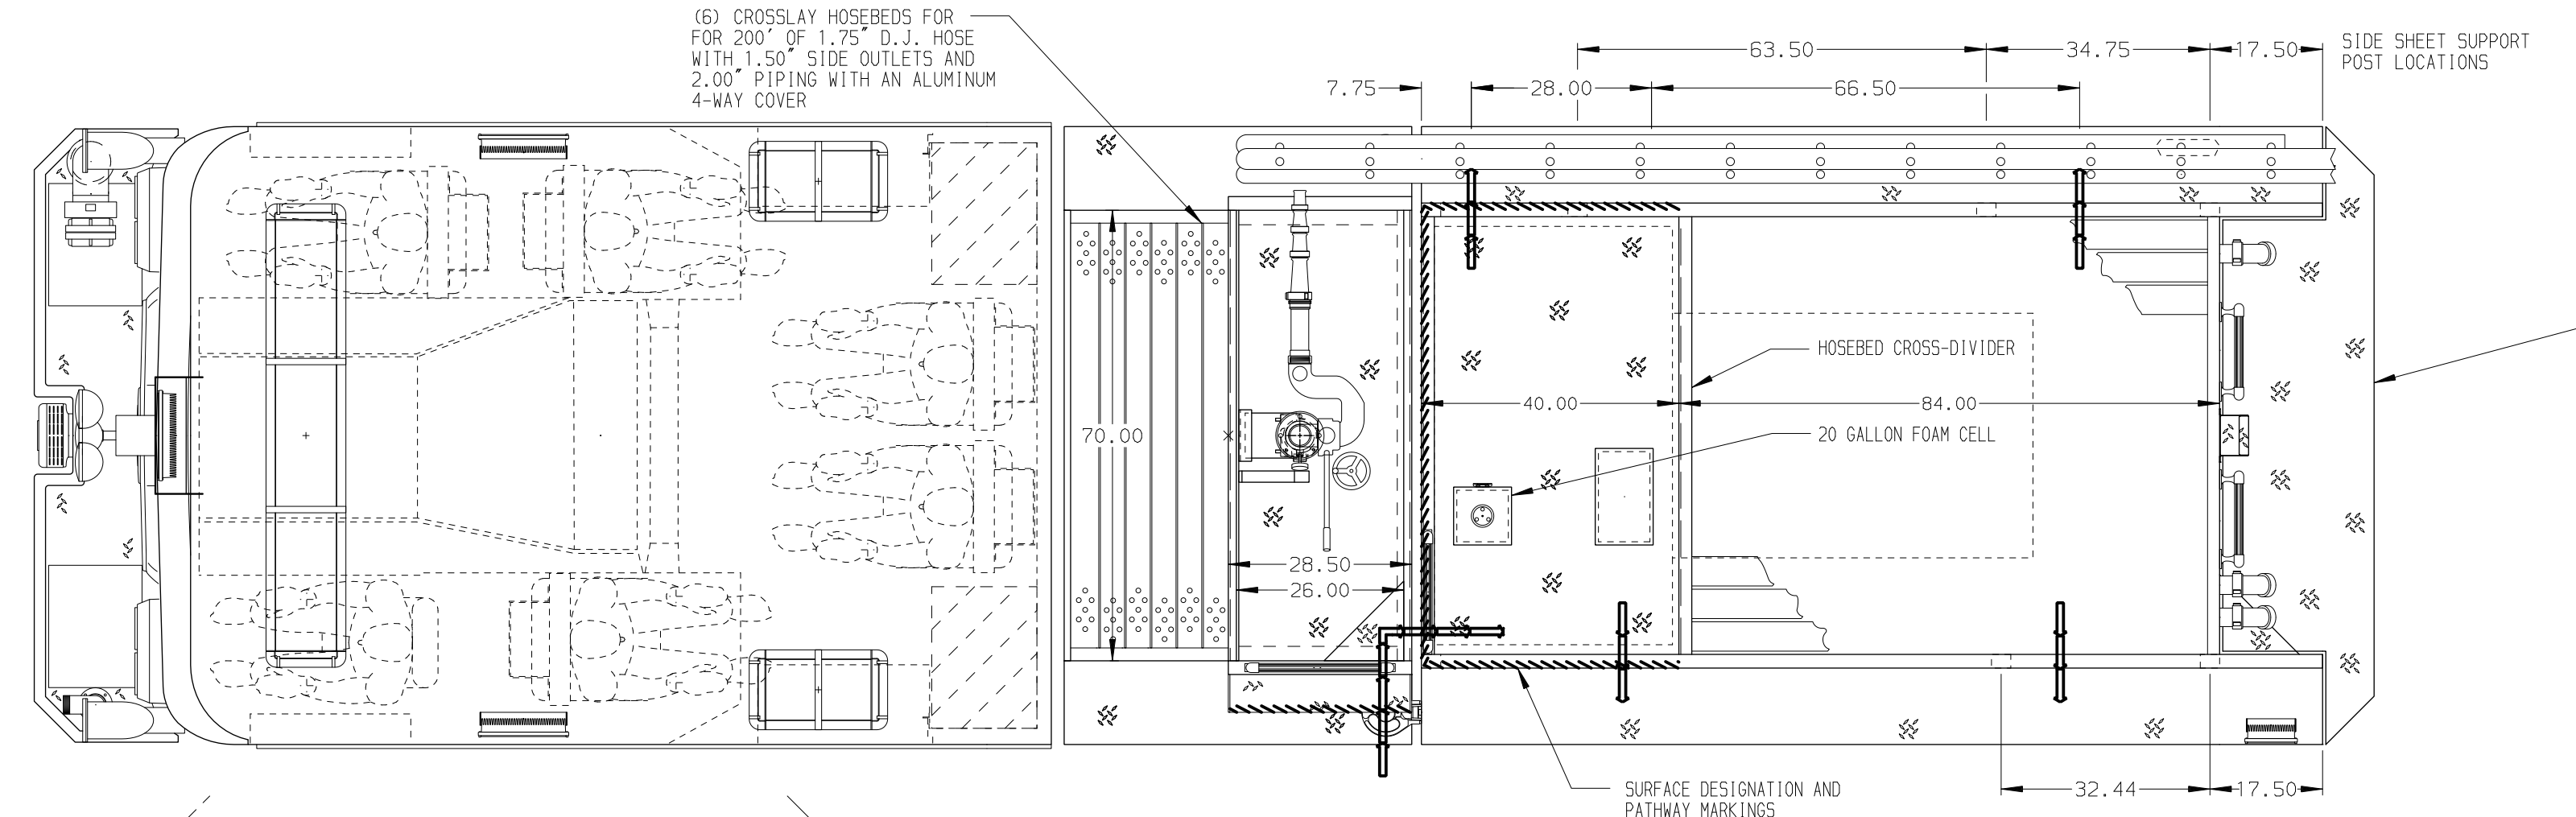 (6) CROSSLAY HOSEBEDS FOR
FOR 200' OF 1.75" D.J. HOSE
WITH 1.50" SIDE OUTLETS AND
2.00" PIPING WITH AN ALUMINUM
4-WAY COVER
63.50
34.75
17.50
SIDE SHEET SUPPORT
POST LOCATIONS
7.75
28.00
66.50
HOSEBED CROSS-DIVIDER
40.00
84.00
70.00
20 GALLON FOAM CELL
28.50
26.00
SURFACE DESIGNATION AND
PATHWAY MARKINGS
32.44
17.50